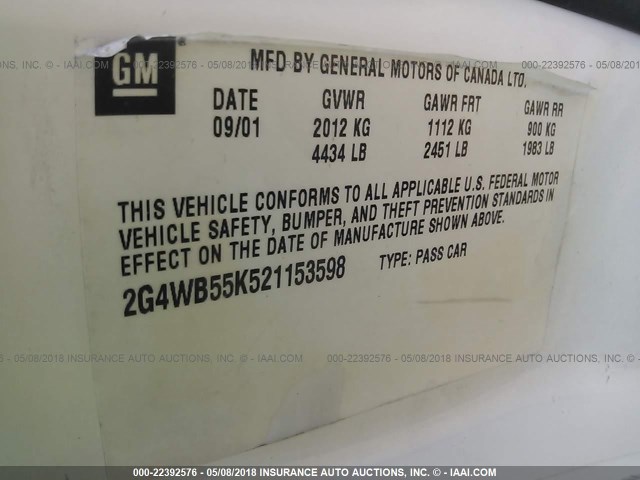 GM
MFD BY GENERAL MOTORS OF CANADA LTD.
DATE GVWR GAWR FRT GAWR RR
09/01 2012 KG 1112 KG 900 KG
4434 LB 2451 LB 1983 LB
THIS VEHICLE CONFORMS TO ALL APPLICABLE U.S. FEDERAL MOTOR
VEHICLE SAFETY, BUMPER, AND THEFT PREVENTION STANDARDS IN
EFFECT ON THE DATE OF MANUFACTURE SHOWN ABOVE.
2G4WB55K521153598 TYPE: PASS CAR
000-22392576 - 05/08/2018 INSURANCE AUTO AUCTIONS, INC. - © - IAAI.COM